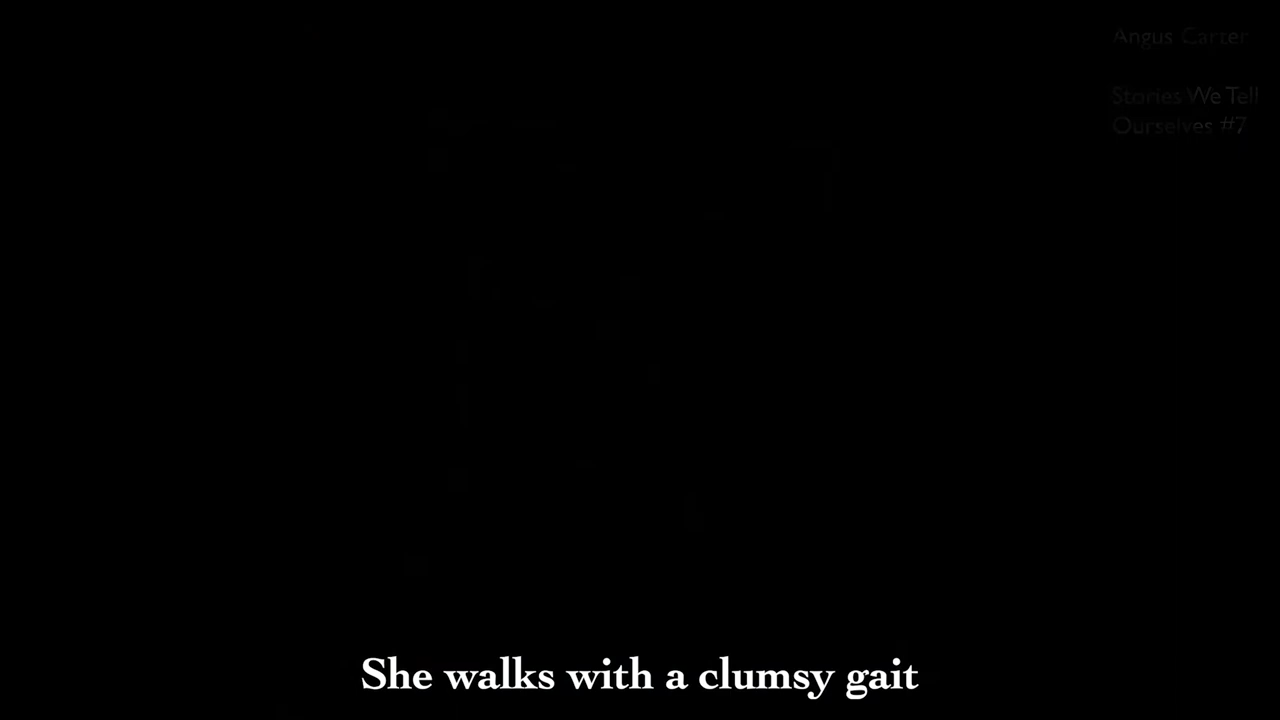 Angus Carter
Stories We Tell
Ourselves #7
She walks with a clumsy gait